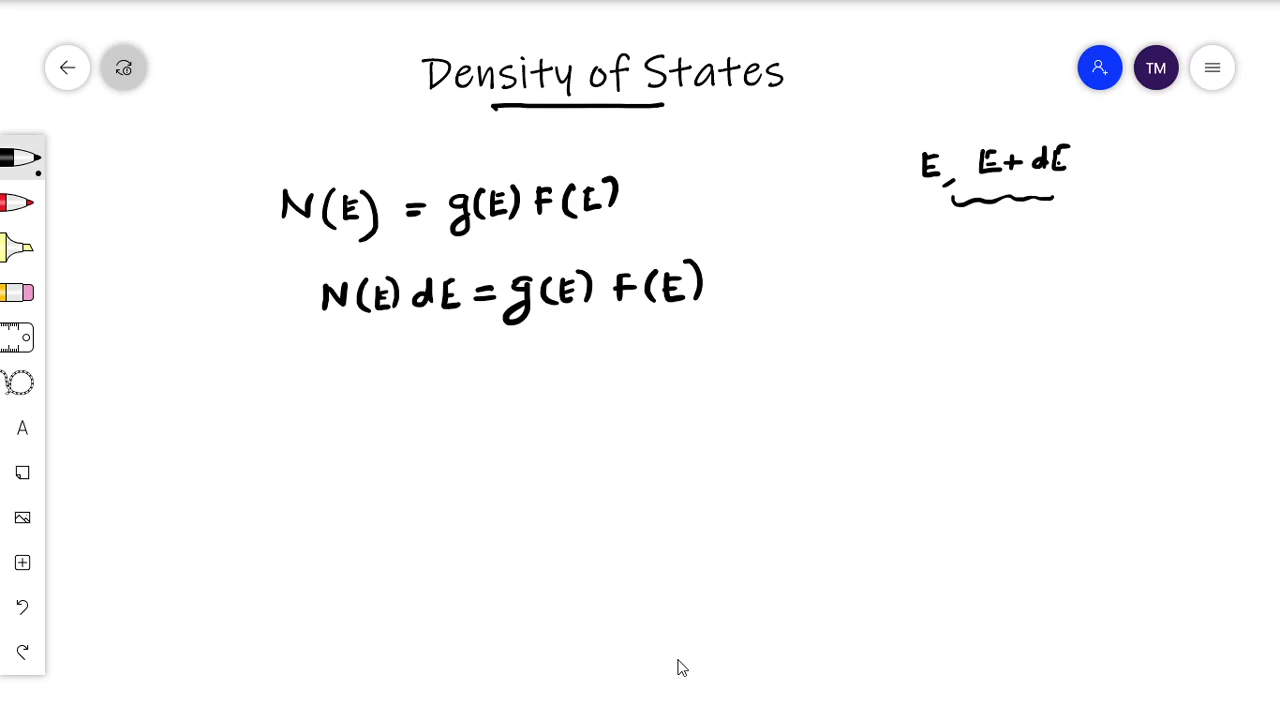 Density of States
TM
E, E+dE
N(E) = g(E) F(E)
N(E) dE = g(E) F(E)
A